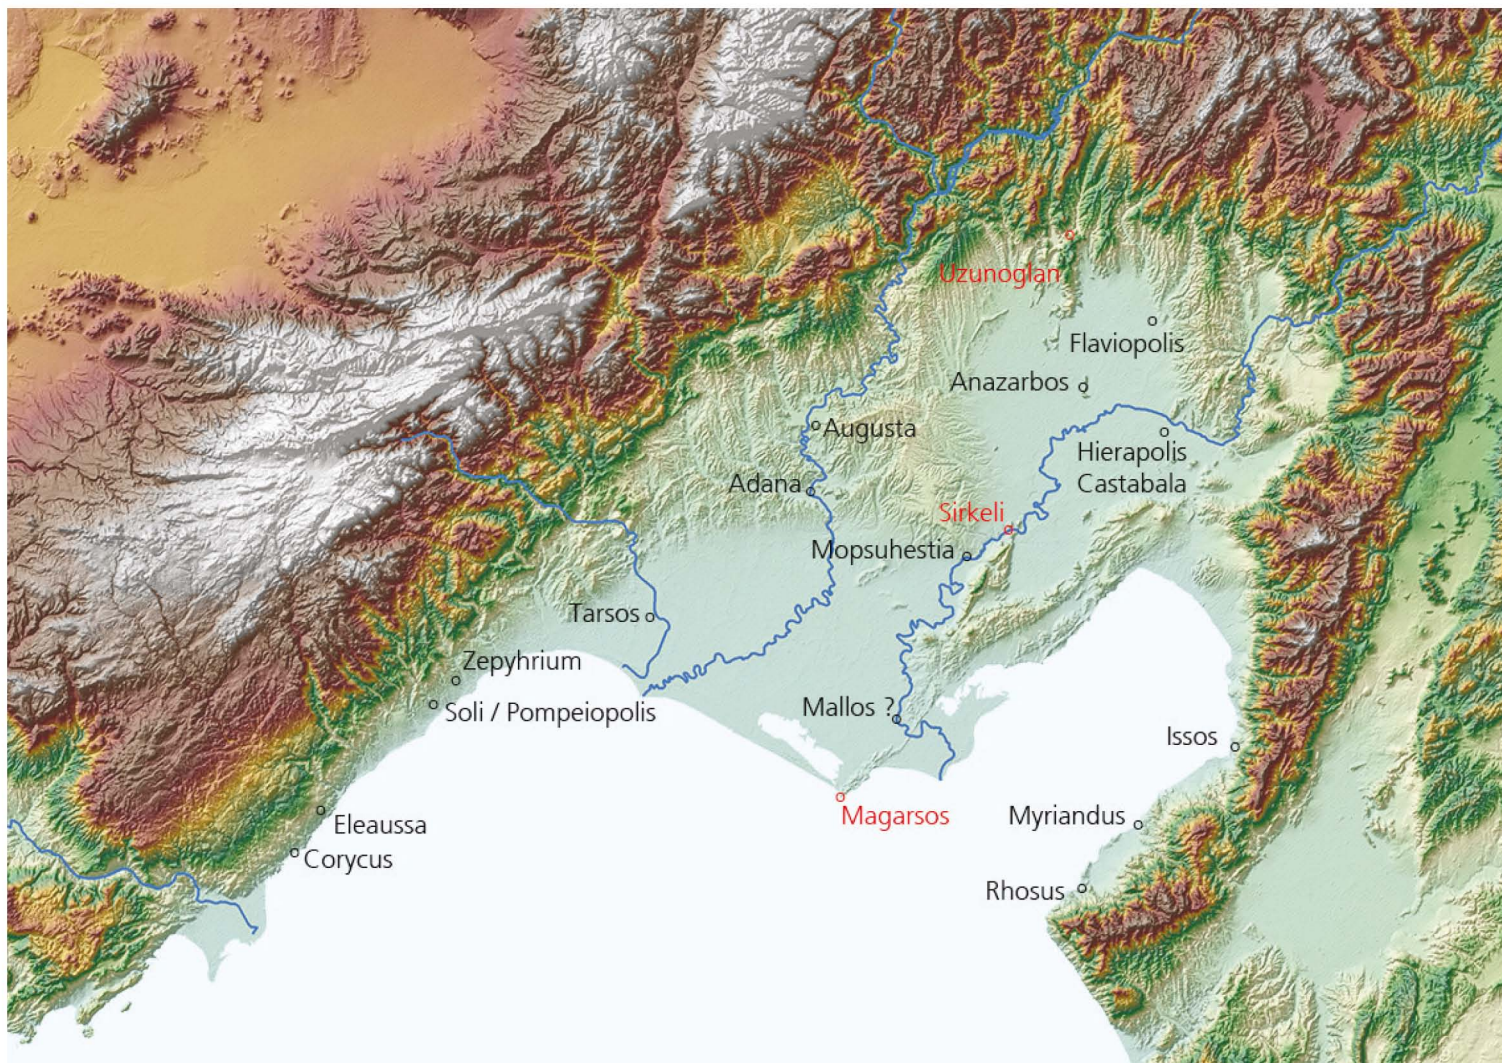 Uzunoglan
Flaviopolis
Anazarbos
Augusta
Hierapolis
Castabala
Adana
Sirkeli
Mopsuhestia
Tarsos
Zepyhrium
Soli / Pompeiopolis
Mallos ?
Issos
Magarsos
Myriandus
Eleaussa
Corycus
Rhosus